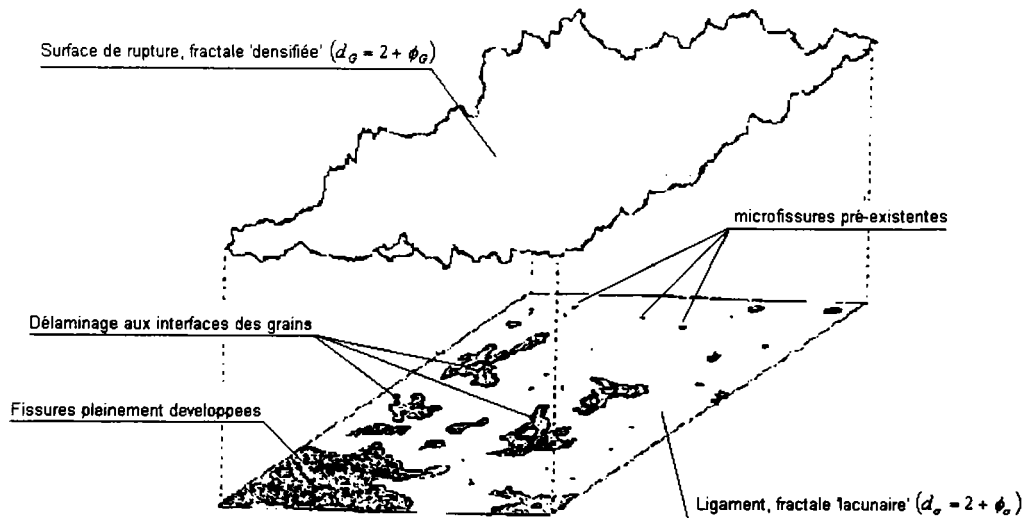 Surface de rupture, fractale 'densifiée' (d_G = 2 + ϕ_G)
microfissures pré-existentes
Délaminage aux interfaces des grains
Fissures pleinement developpees
Ligament, fractale 'lacunaire' (d_σ = 2 + ϕ_σ)